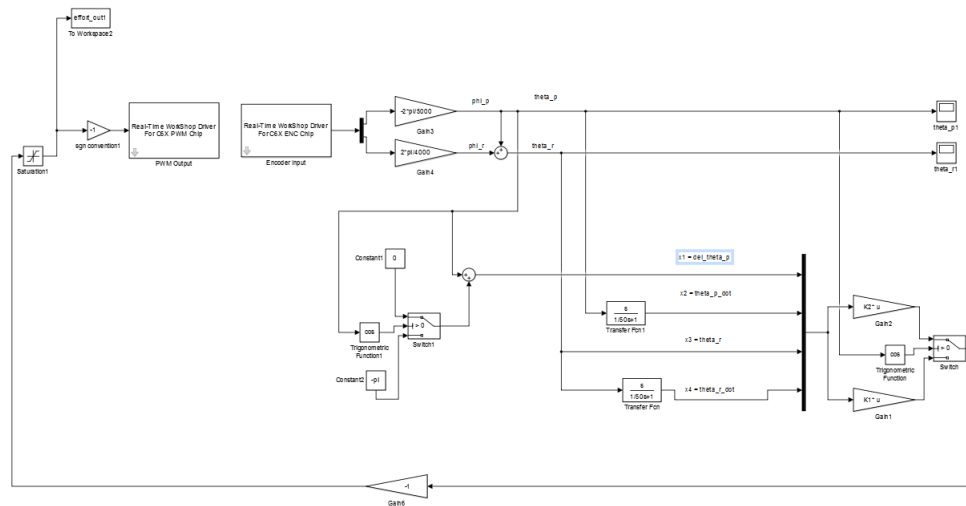 effort_out1
To Workspace2
-1
sgn convention1
Saturation1
Real-Time WorkShop Driver
For C6X PWM Chip
PWM Output
Real-Time WorkShop Driver
For C6X ENC Chip
Encoder Input
-2*pi/5000
Gain3
2*pi/4000
Gain4
phi_p
theta_p
phi_r
theta_r
theta_p1
theta_r1
Constant1
0
cos
Trigonometric
Function1
> 0
Switch1
Constant2
-pi
x1 = del_theta_p
x2 = theta_p_dot
s
1/50s+1
Transfer Fcn1
x3 = theta_r
s
1/50s+1
Transfer Fcn
x4 = theta_r_dot
K2* u
Gain2
cos
Trigonometric
Function
> 0
Switch
K1* u
Gain1
-1
Gain6